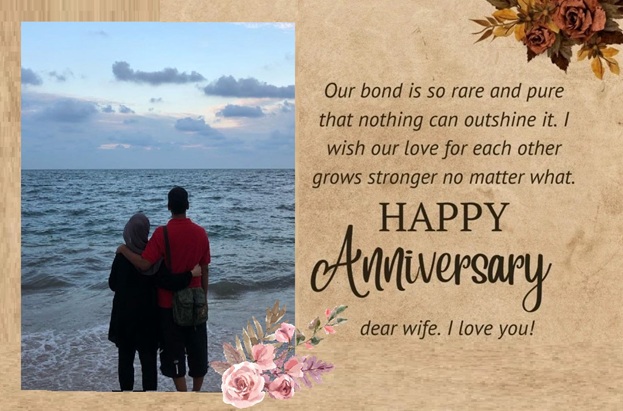 Our bond is so rare and pure
that nothing can outshine it. I
wish our love for each other
grows stronger no matter what.
HAPPY
Anniversary
dear wife. I love you!